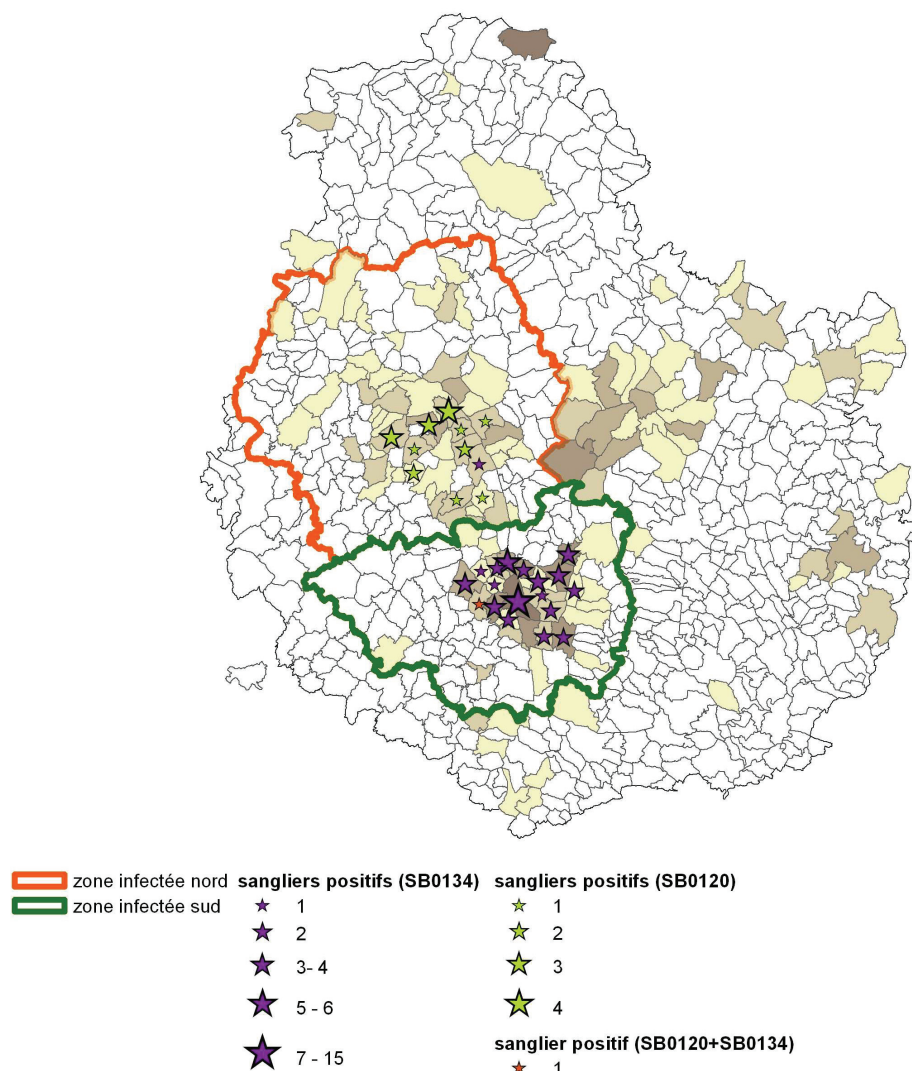 zone infectée nord
zone infectée sud
sangliers positifs (SB0134)
1
2
3- 4
5 - 6
7 - 15
sangliers positifs (SB0120)
1
2
3
4
sanglier positif (SB0120+SB0134)
1